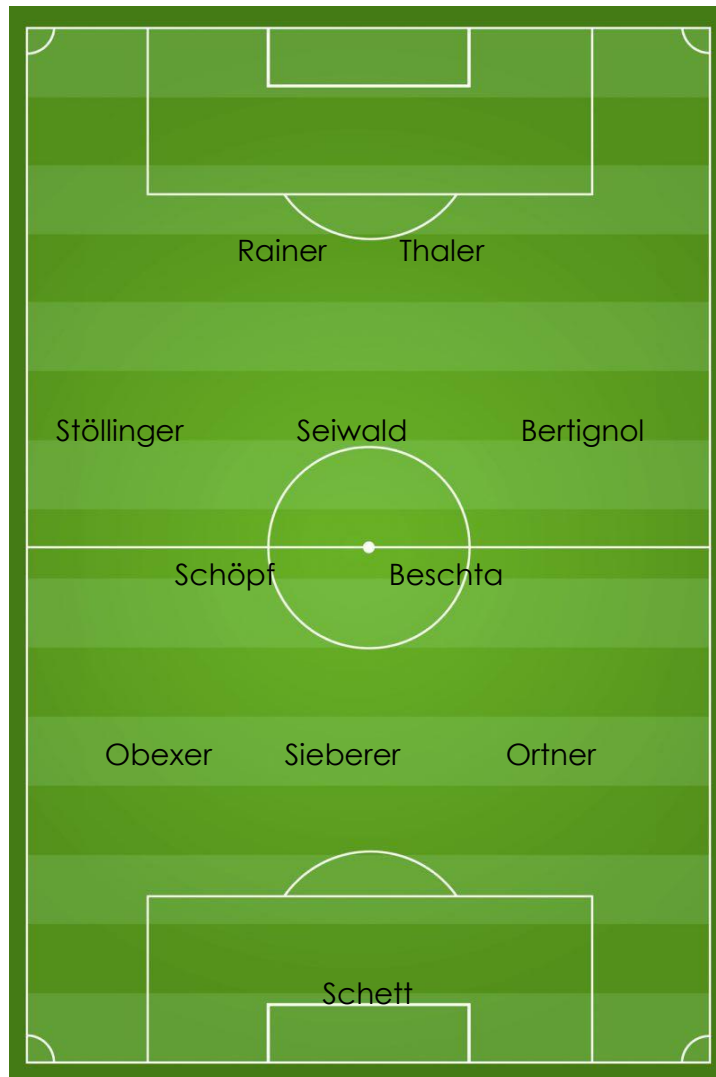 Rainer Thaler
Stöllinger Seiwald Bertignol
Schöpf Beschta
Obexer Sieberer Ortner
Schett